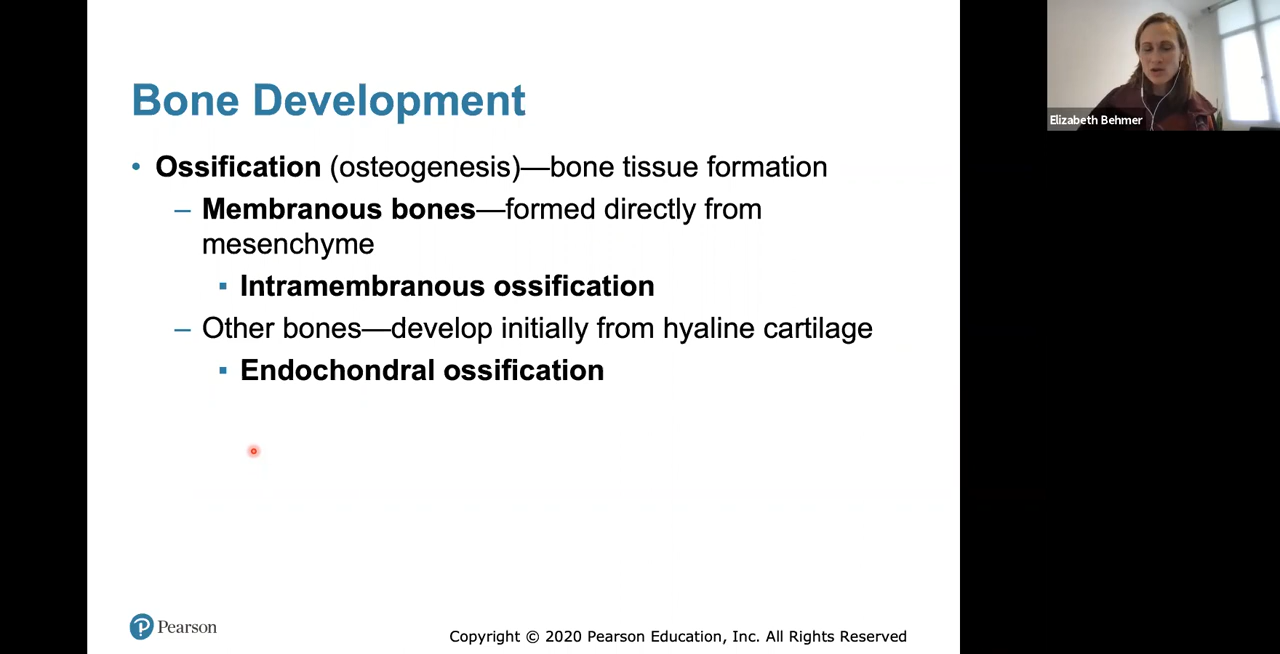 Bone Development
• Ossification (osteogenesis)—bone tissue formation
– Membranous bones—formed directly from
mesenchyme
▪ Intramembranous ossification
– Other bones—develop initially from hyaline cartilage
▪ Endochondral ossification
Pearson
Copyright © 2020 Pearson Education, Inc. All Rights Reserved
Elizabeth Behmer